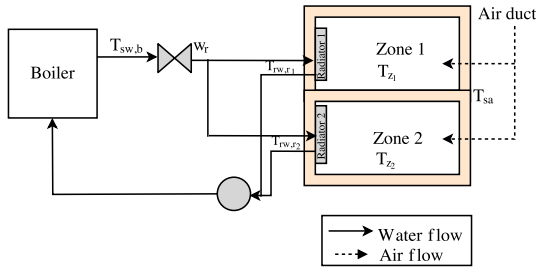 Air duct
T_sw,b
w_r
Boiler
Radiator 1
Zone 1
T_z1
T_rw,r1
T_sa
Radiator 2
Zone 2
T_z2
T_rw,r2
Water flow
Air flow